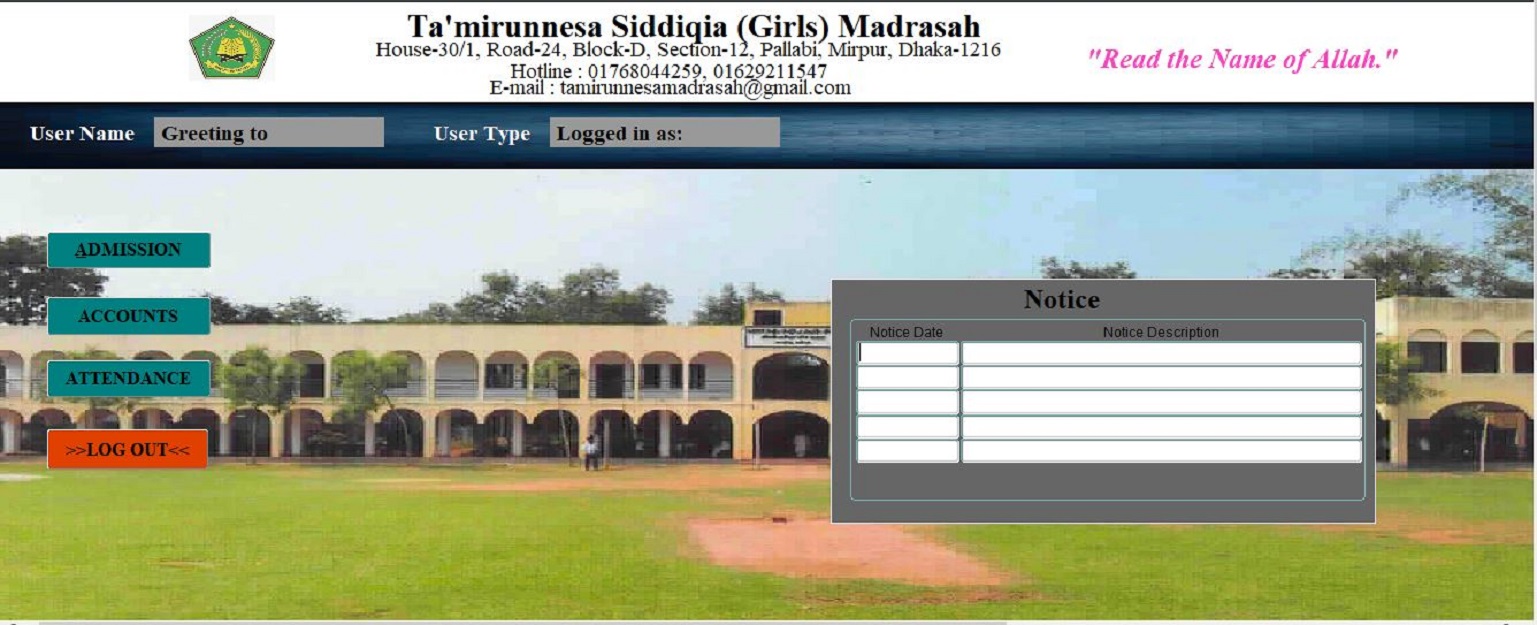 Ta'mirunnesa Siddiqia (Girls) Madrasah
House-30/1, Road-24, Block-D, Section-12, Pallabi, Mirpur, Dhaka-1216
Hotline : 01768044259, 01629211547
E-mail : tamirunnesamadrasah@gmail.com
"Read the Name of Allah."
User Name Greeting to User Type Logged in as:
ADMISSION
ACCOUNTS
ATTENDANCE
>>LOG OUT<<
Notice
Notice Date Notice Description